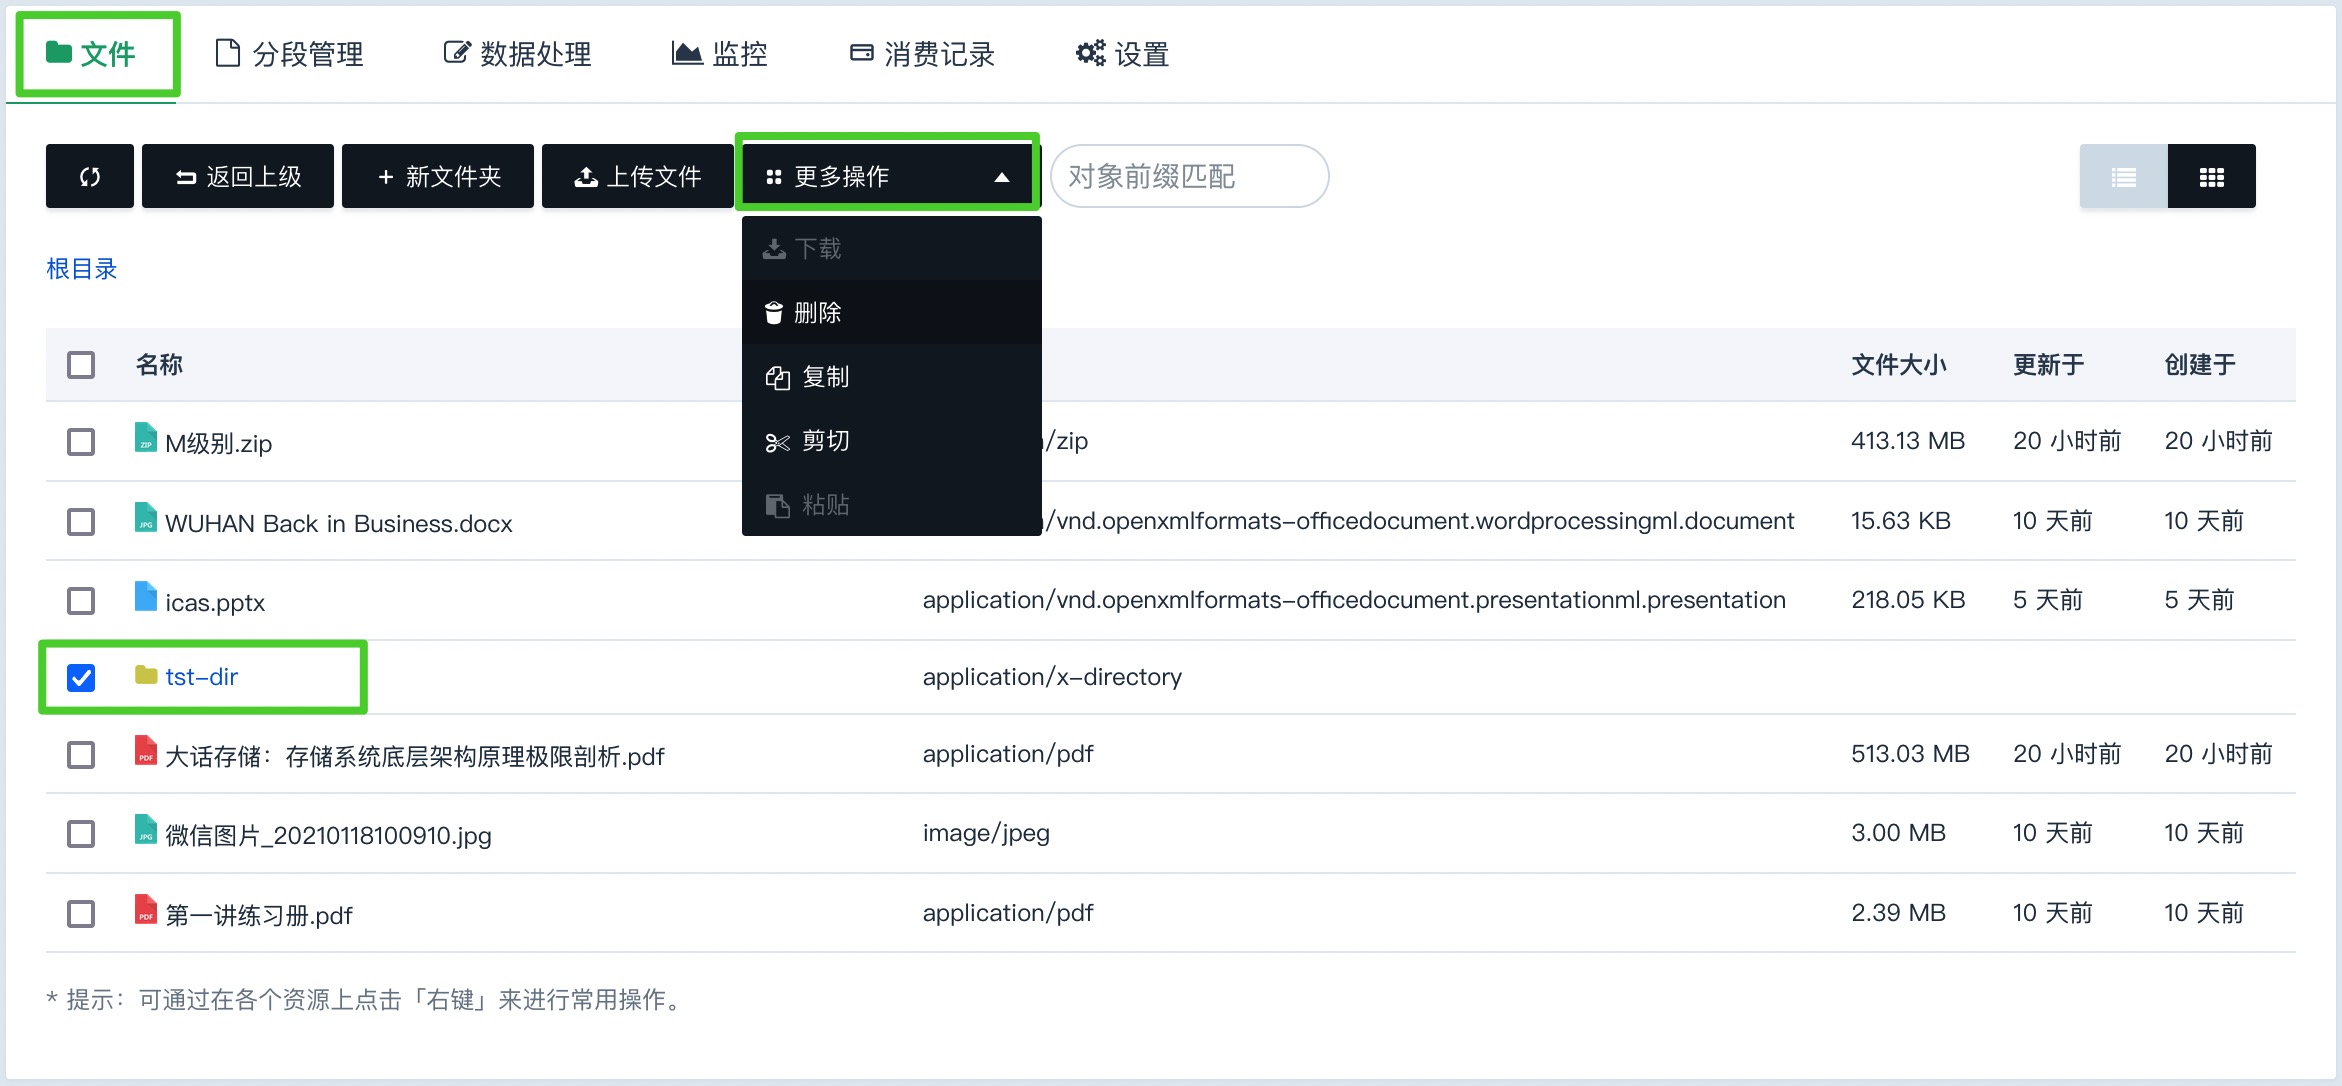 文件 分段管理 数据处理 监控 消费记录 设置
返回上级 + 新文件夹 上传文件 更多操作 对象前缀匹配
下载
根目录
删除
名称 文件大小 更新于 创建于
复制
M级别.zip /zip 413.13 MB 20 小时前 20 小时前
剪切
粘贴
WUHAN Back in Business.docx /vnd.openxmlformats-officedocument.wordprocessingml.document 15.63 KB 10 天前 10 天前
icas.pptx application/vnd.openxmlformats-officedocument.presentationml.presentation 218.05 KB 5 天前 5 天前
tst-dir application/x-directory
大话存储：存储系统底层架构原理极限剖析.pdf application/pdf 513.03 MB 20 小时前 20 小时前
微信图片_20210118100910.jpg image/jpeg 3.00 MB 10 天前 10 天前
第一讲练习册.pdf application/pdf 2.39 MB 10 天前 10 天前
* 提示：可通过在各个资源上点击「右键」来进行常用操作。